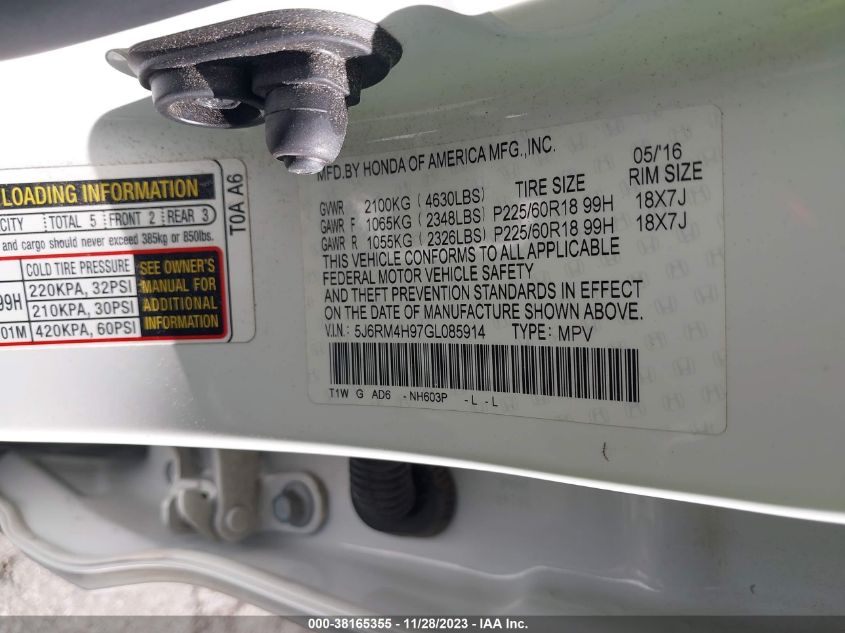 LOADING INFORMATION
CITY TOTAL 5 FRONT 2 REAR 3
and cargo should never exceed 385kg or 850lbs.
COLD TIRE PRESSURE
99H 220KPA, 32PSI
210KPA, 30PSI
01M 420KPA, 60PSI
SEE OWNER'S
MANUAL FOR
ADDITIONAL
INFORMATION
T0A A6
MFD.BY HONDA OF AMERICA MFG.,INC. 05/'16
TIRE SIZE RIM SIZE
GVWR 2100KG (4630LBS)
GAWR F 1065KG (2348LBS) P225/60R18 99H 18X7J
GAWR R 1055KG (2326LBS) P225/60R18 99H 18X7J
THIS VEHICLE CONFORMS TO ALL APPLICABLE
FEDERAL MOTOR VEHICLE SAFETY
AND THEFT PREVENTION STANDARDS IN EFFECT
ON THE DATE OF MANUFACTURE SHOWN ABOVE.
V.I.N: 5J6RM4H97GL085914 TYPE: MPV
T1W G AD6 - NH603P - L - L
000-38165355 - 11/28/2023 - IAA Inc.